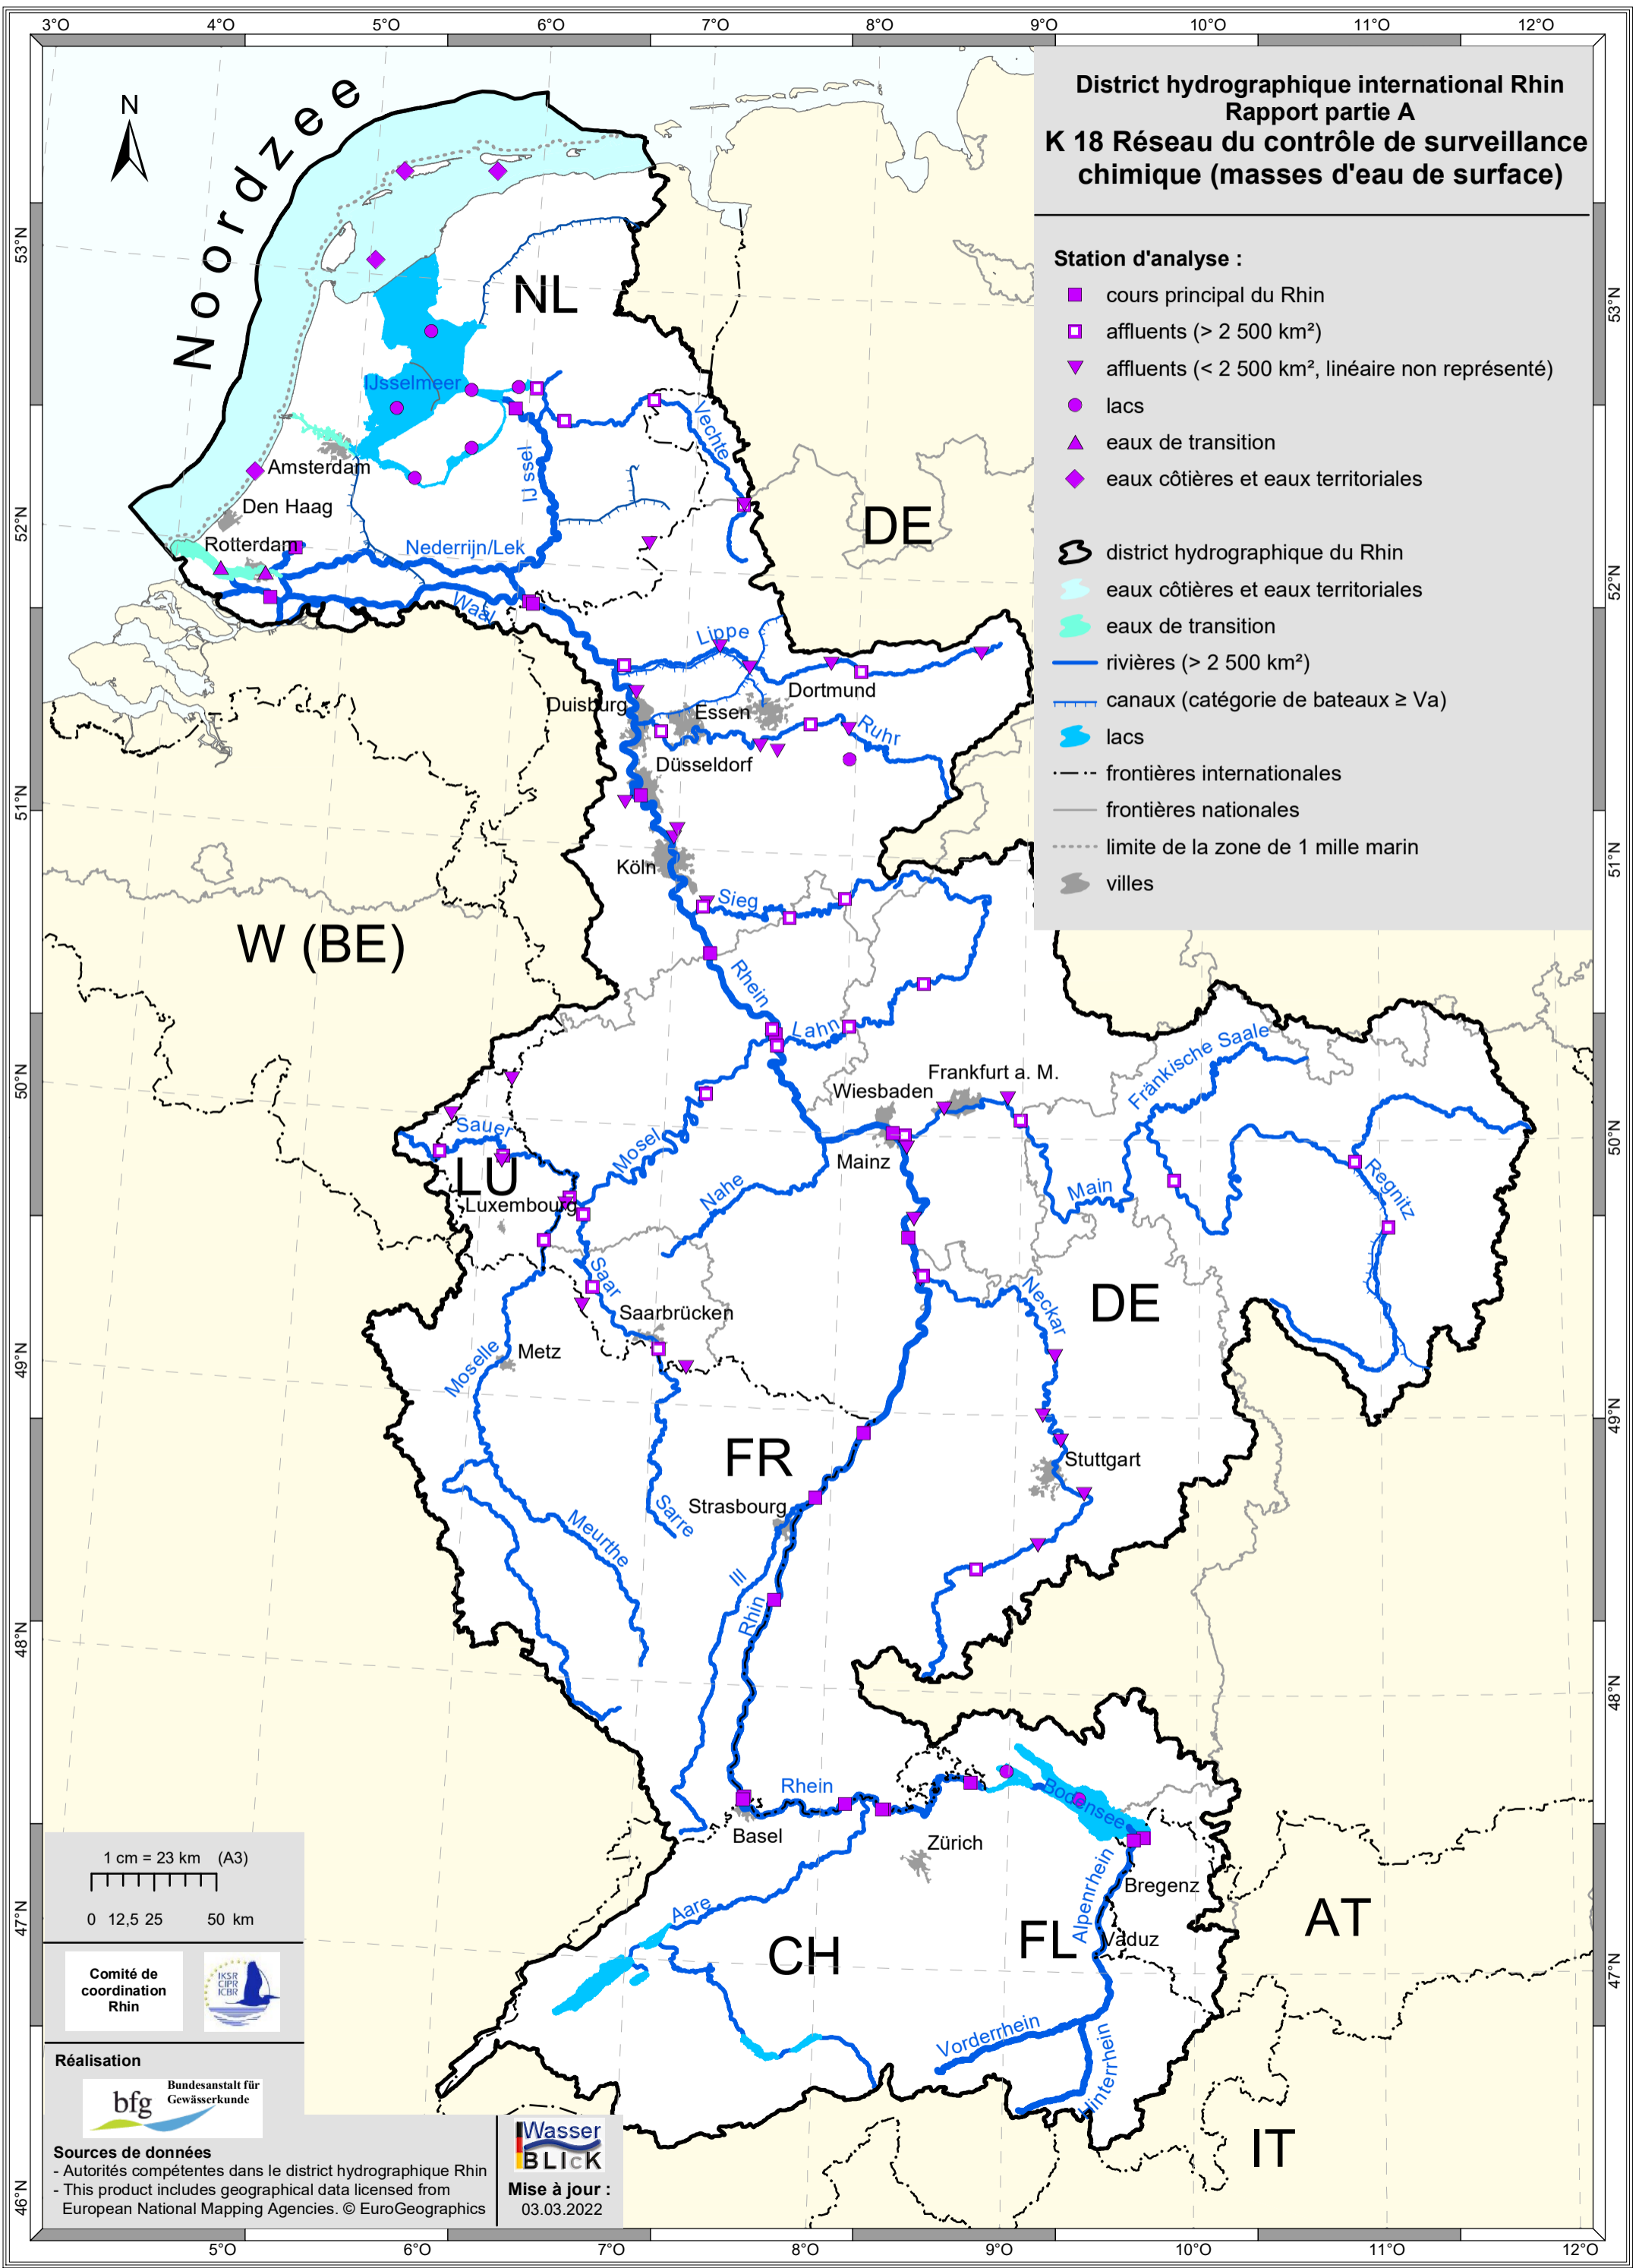 3°O 4°O 5°O 6°O 7°O 8°O 9°O 10°O 11°O 12°O
N
Noordzee
District hydrographique international Rhin
Rapport partie A
K 18 Réseau du contrôle de surveillance
chimique (masses d'eau de surface)
Station d'analyse :
cours principal du Rhin
affluents (> 2 500 km²)
affluents (< 2 500 km², linéaire non représenté)
lacs
eaux de transition
eaux côtières et eaux territoriales
district hydrographique du Rhin
eaux côtières et eaux territoriales
eaux de transition
rivières (> 2 500 km²)
canaux (catégorie de bateaux ≥ Va)
lacs
frontières internationales
frontières nationales
limite de la zone de 1 mille marin
villes
53°N
53°N
NL
IJsselmeer
Vechte
Amsterdam
IJssel
Den Haag
DE
52°N
Rotterdam
Nederrijn/Lek
52°N
Waal
Lippe
Dortmund
Duisburg
Essen
Ruhr
Düsseldorf
51°N
51°N
Köln
Sieg
W (BE)
Rhein
Lahn
Fränkische Saale
50°N
Frankfurt a. M.
Wiesbaden
50°N
Sauer
Mosel
Mainz
LU
Nahe
Main
Regnitz
Luxembourg
Saar
Neckar
DE
Saarbrücken
49°N
Metz
Moselle
49°N
FR
Stuttgart
Strasbourg
Sarre
Meurthe
Ill
Rhin
48°N
48°N
Rhein
Bodensee
Basel
Zürich
Alpenrhein
Bregenz
Aare
47°N
CH
FL
Vaduz
AT
47°N
Vorderrhein
Hinterrhein
IT
46°N
1 cm = 23 km (A3)
0 12,5 25 50 km
Comité de
coordination
Rhin
IKSR
CIPR
ICBR
Réalisation
bfg
Bundesanstalt für
Gewässerkunde
Sources de données
- Autorités compétentes dans le district hydrographique Rhin
- This product includes geographical data licensed from
European National Mapping Agencies. © EuroGeographics
Wasser
BLIcK
Mise à jour :
03.03.2022
5°O 6°O 7°O 8°O 9°O 10°O 11°O 12°O